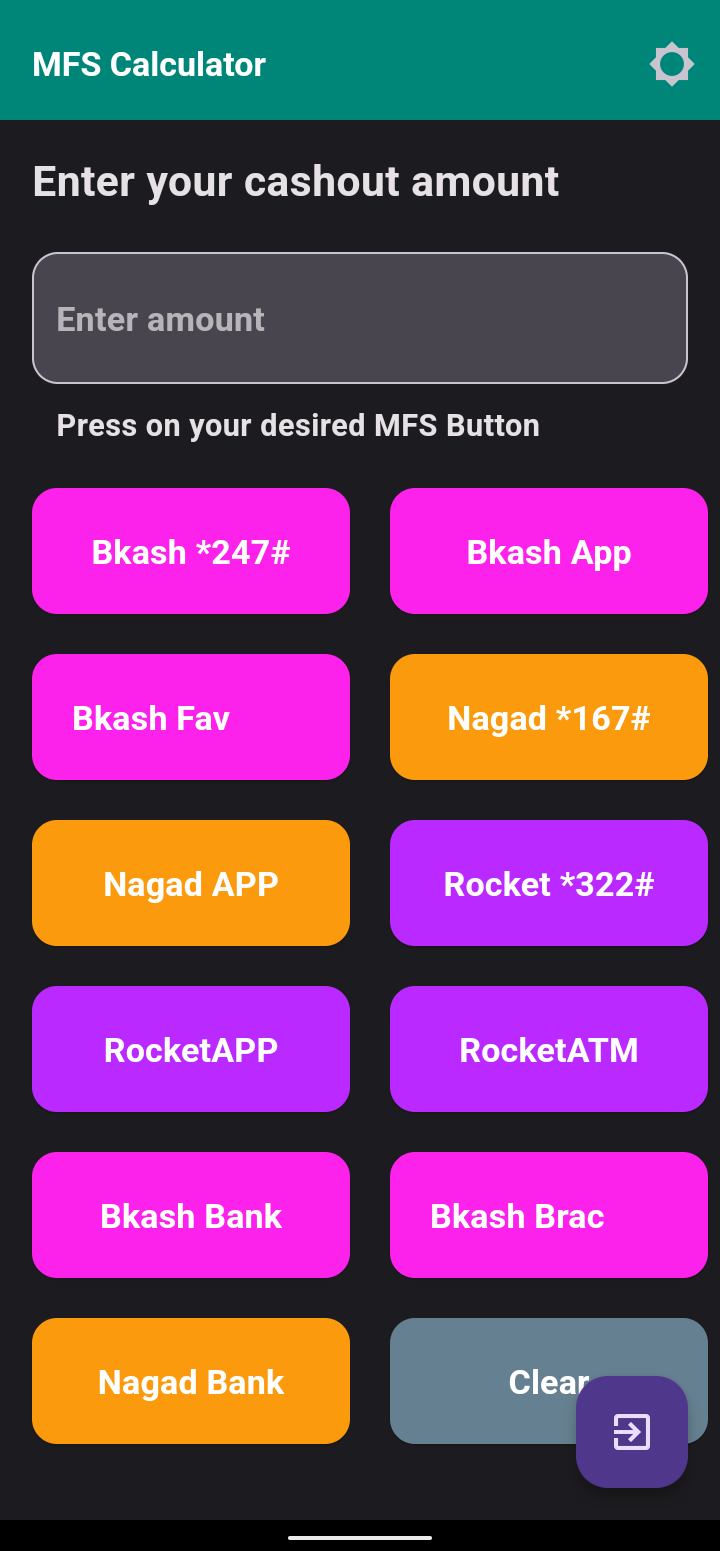 MFS Calculator
Enter your cashout amount
Enter amount
Press on your desired MFS Button
Bkash *247#
Bkash App
Bkash Fav
Nagad *167#
Nagad APP
Rocket *322#
RocketAPP
RocketATM
Bkash Bank
Bkash Brac
Nagad Bank
Clear